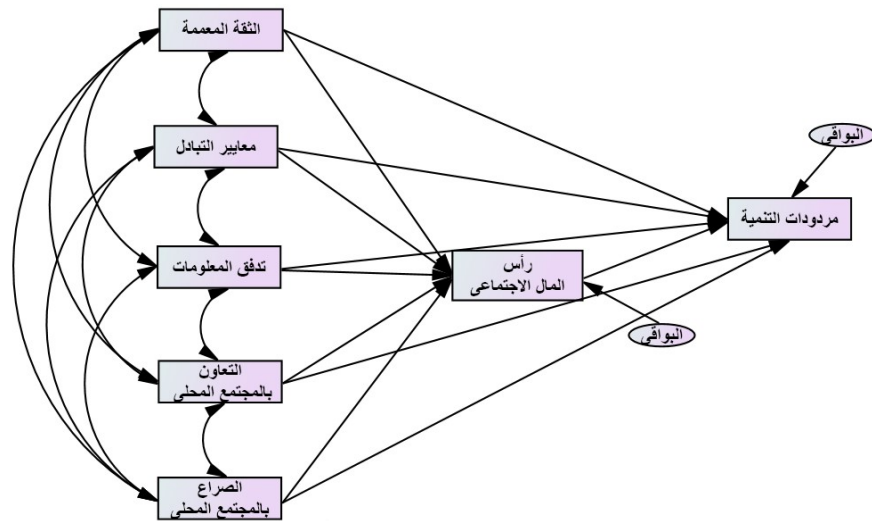 الثقة المعممة
معايير التبادل
البواقى
مردودات التنمية
تدفق المعلومات
رأس
المال الاجتماعى
البواقى
التعاون
بالمجتمع المحلى
الصراع
بالمجتمع المحلى